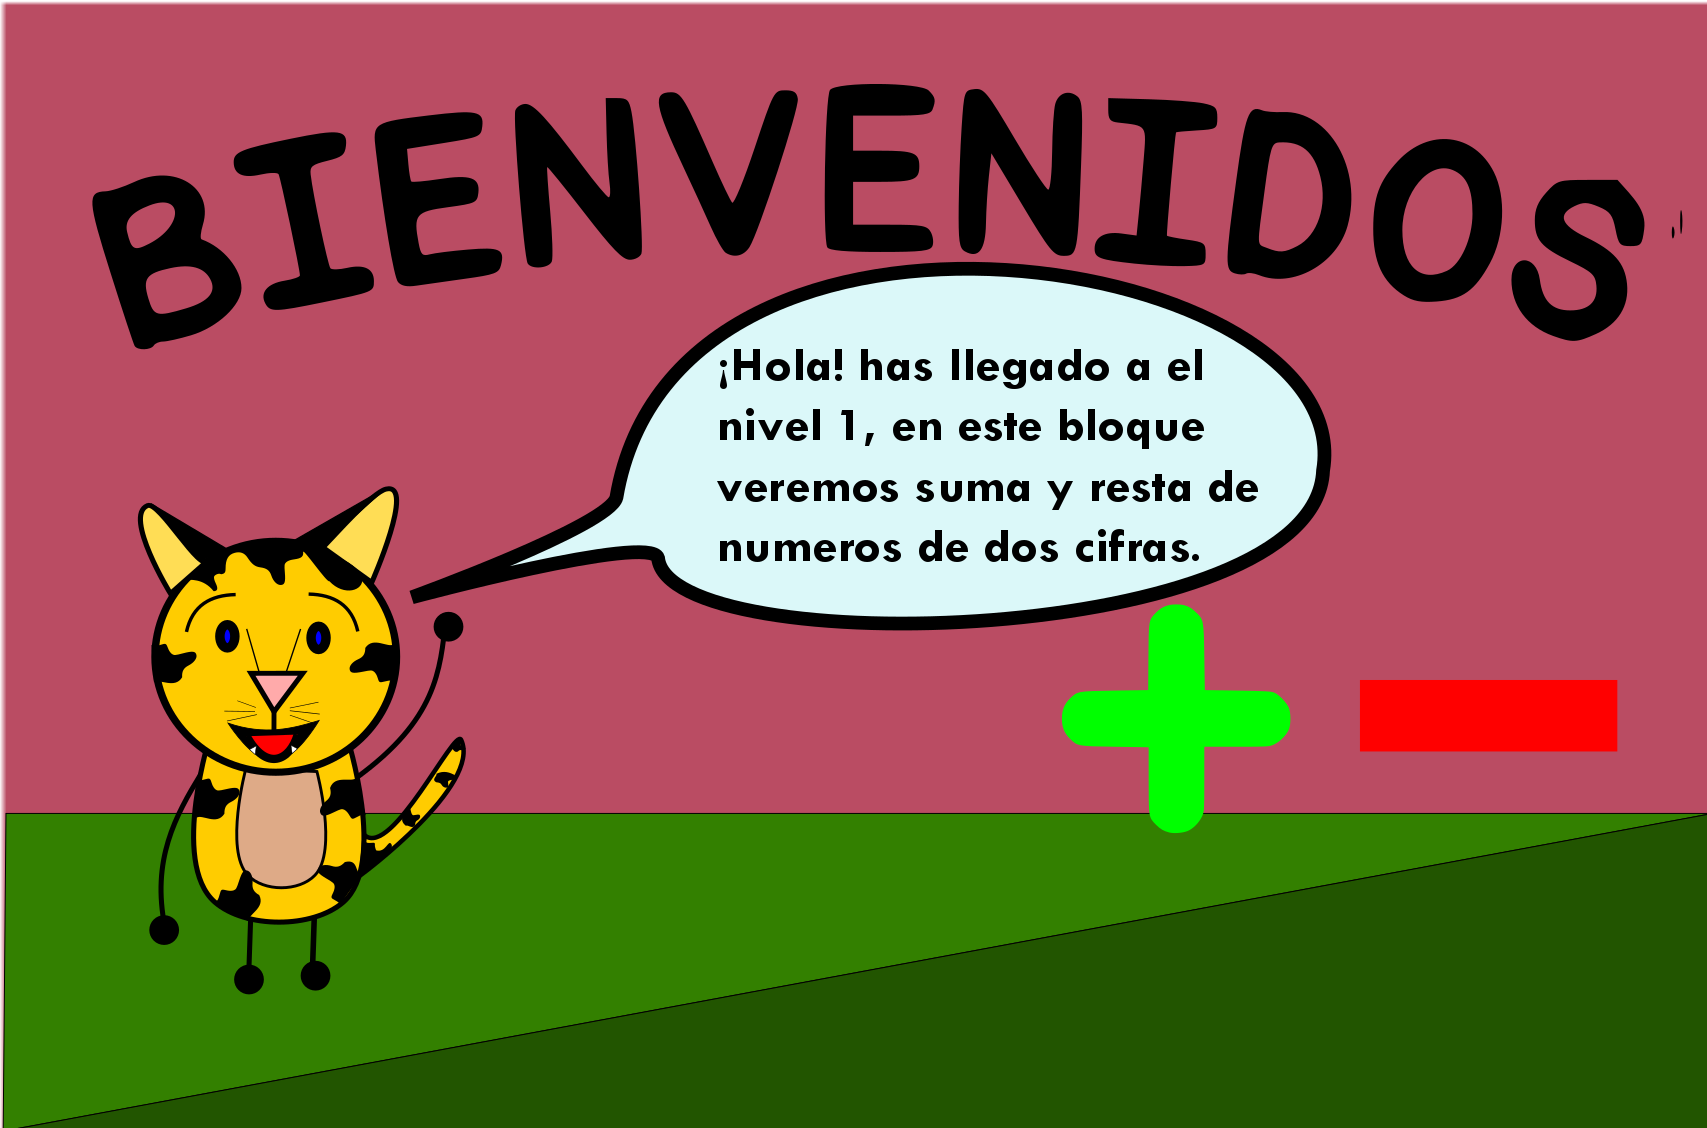 BIENVENIDOS
¡Hola! has llegado a el
nivel 1, en este bloque
veremos suma y resta de
numeros de dos cifras.